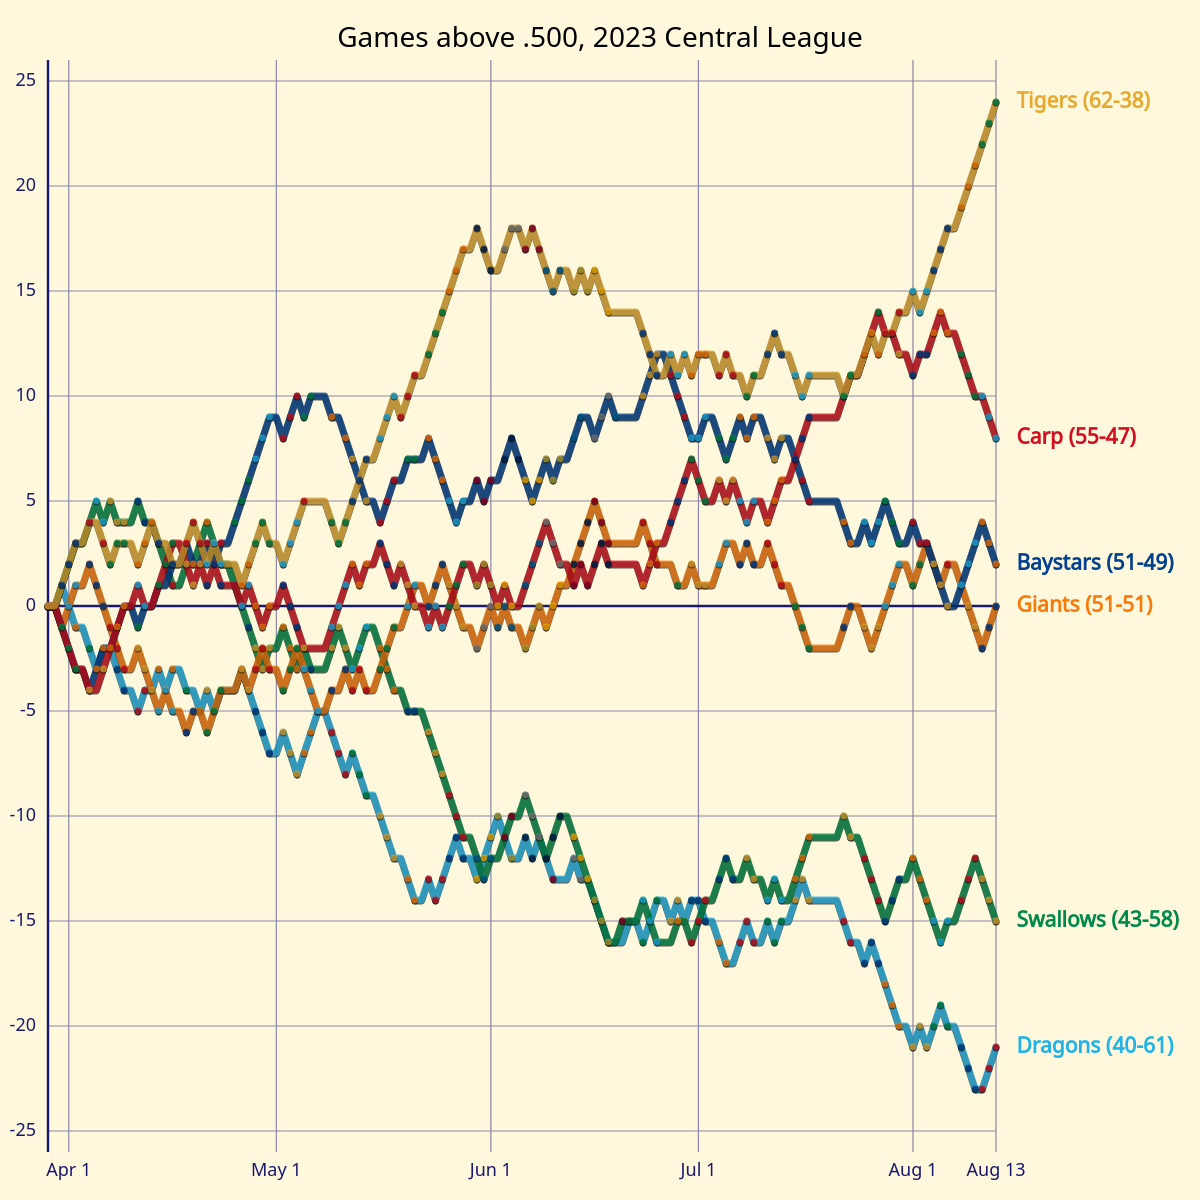 Games above .500, 2023 Central League
25
20
15
10
5
0
-5
-10
-15
-20
-25
Tigers (62-38)
Carp (55-47)
Baystars (51-49)
Giants (51-51)
Swallows (43-58)
Dragons (40-61)
Apr 1
May 1
Jun 1
Jul 1
Aug 1
Aug 13